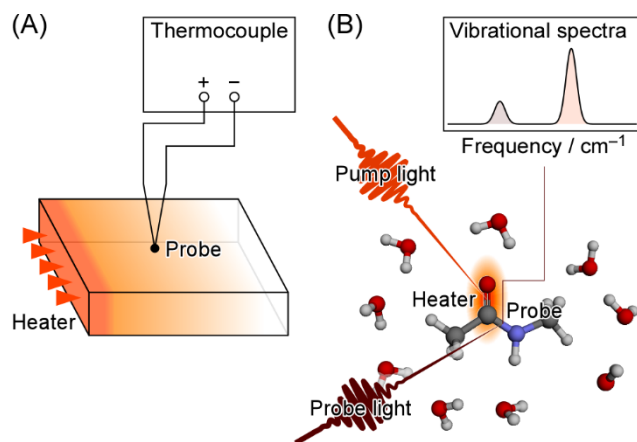 (A)
Thermocouple
+ −
Probe
Heater
(B)
Vibrational spectra
Frequency / cm⁻¹
Pump light
Heater
Probe
Probe light